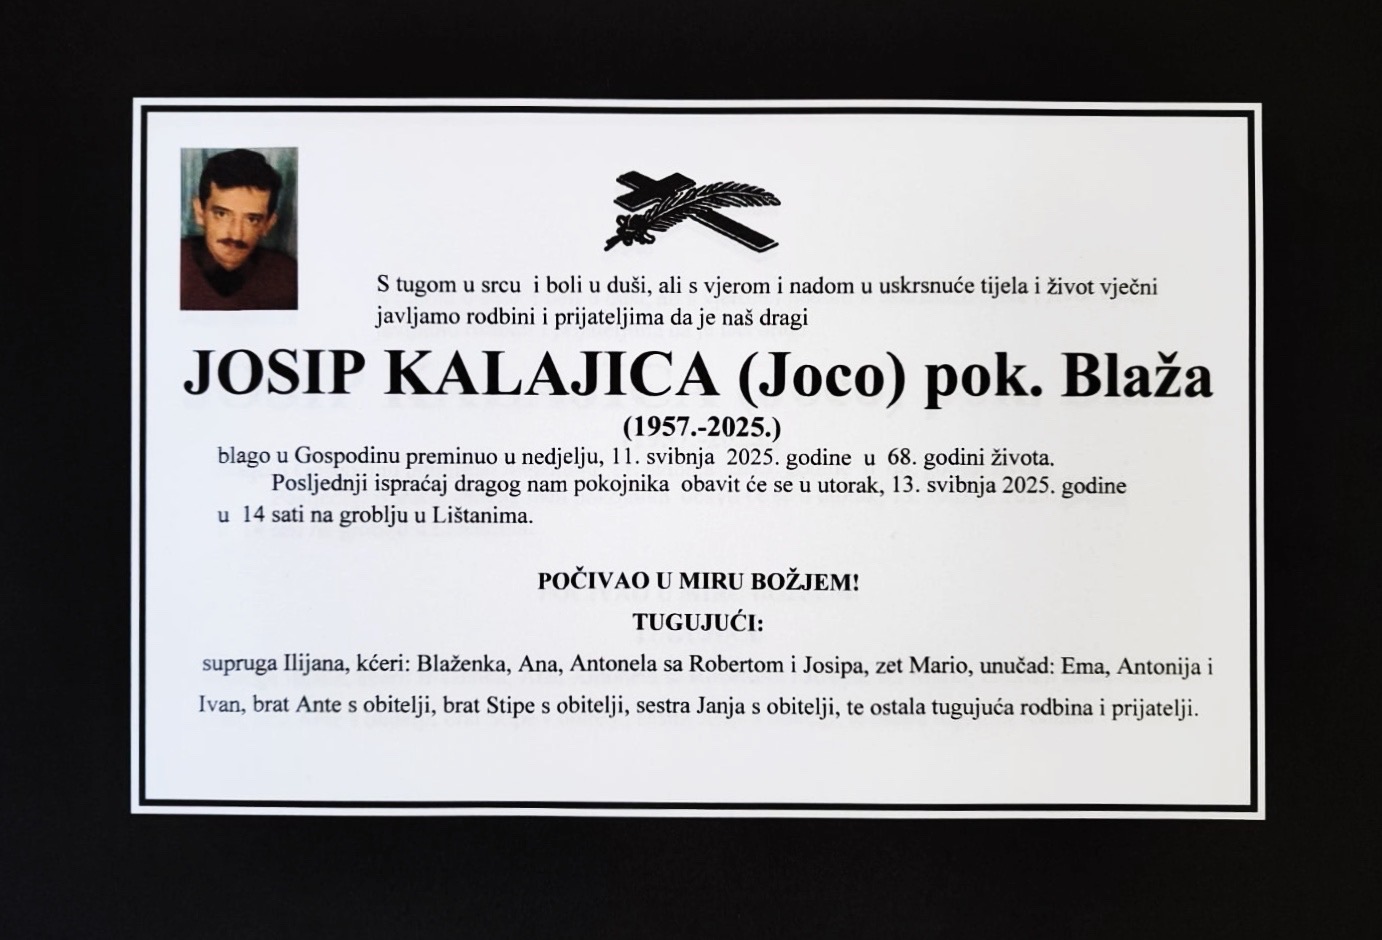 S tugom u srcu i boli u duši, ali s vjerom i nadom u uskrsnuće tijela i život vječni
javljamo rodbini i prijateljima da je naš dragi
JOSIP KALAJICA (Joco) pok. Blaža
(1957.-2025.)
blago u Gospodinu preminuo u nedjelju, 11. svibnja 2025. godine u 68. godini života.
Posljednji ispraćaj dragog nam pokojnika obavit će se u utorak, 13. svibnja 2025. godine
u 14 sati na groblju u Lištanima.
POČIVAO U MIRU BOŽJEM!
TUGUJUĆI:
supruga Ilijana, kćeri: Blaženka, Ana, Antonela sa Robertom i Josipa, zet Mario, unučad: Ema, Antonija i
Ivan, brat Ante s obitelji, brat Stipe s obitelji, sestra Janja s obitelji, te ostala tugujuća rodbina i prijatelji.